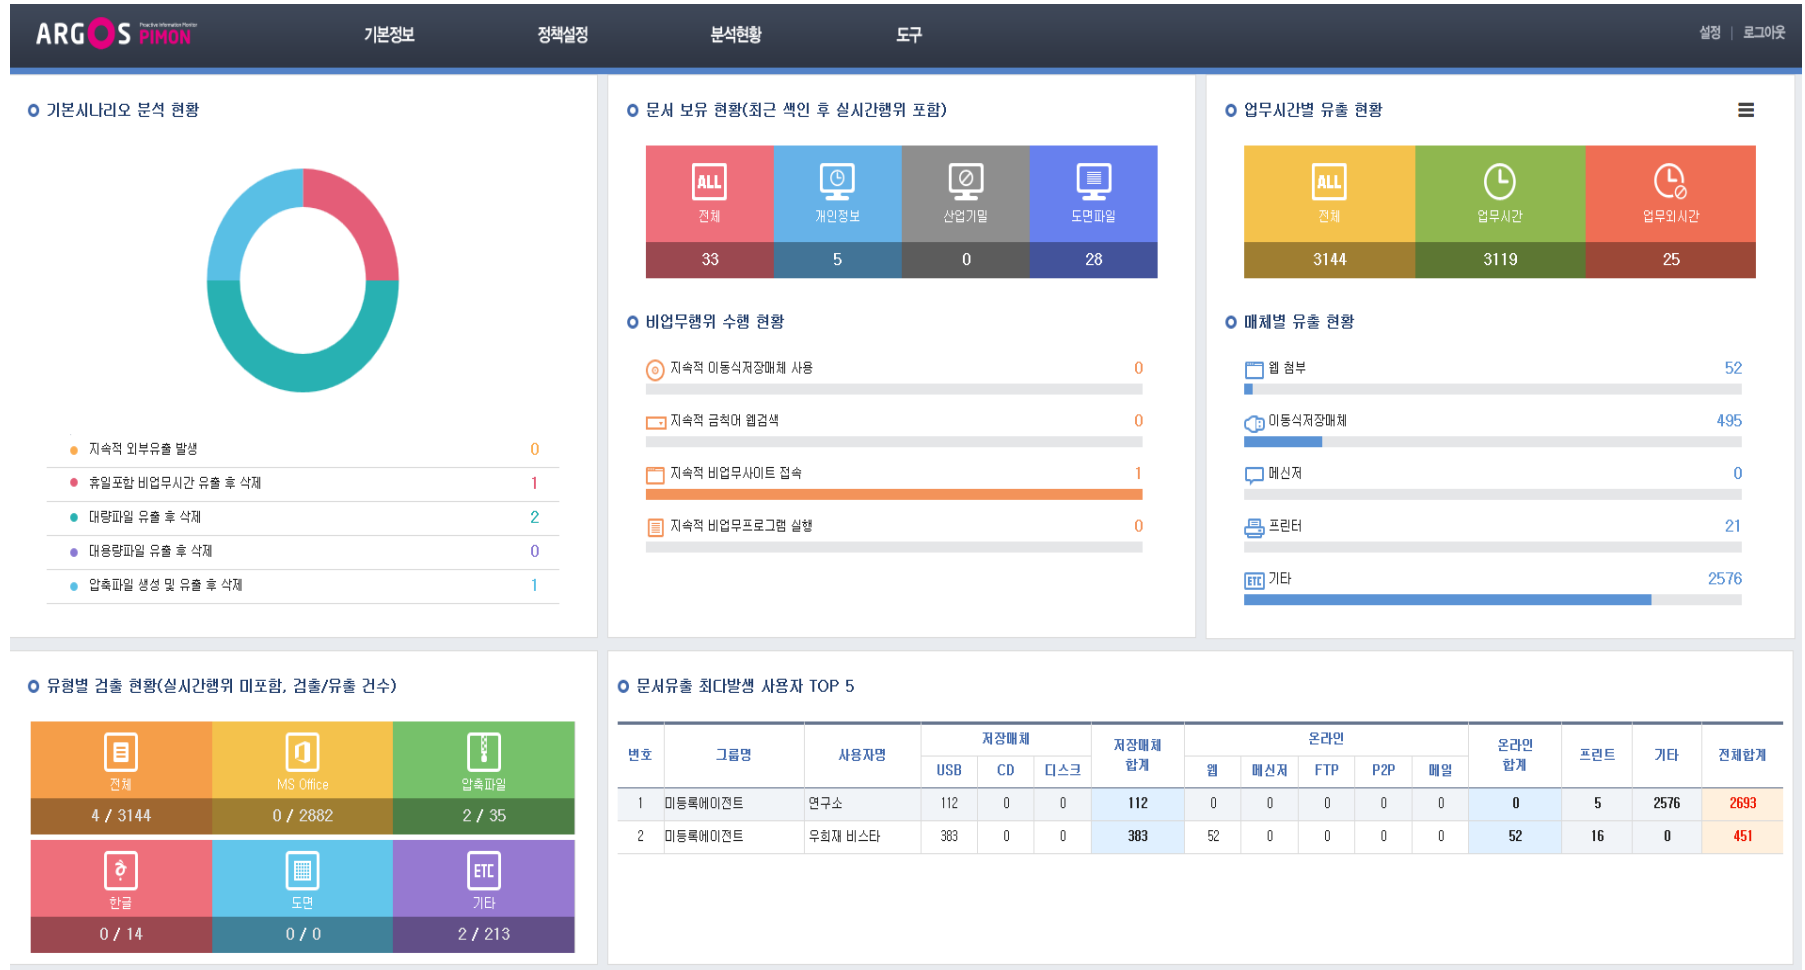 ARGOS Proactive Information Monitor
PIMON
기본정보 정책설정 분석현황 도구 설정 | 로그아웃
기본시나리오 분석 현황
지속적 외부유출 발생 0
휴일포함 비업무시간 유출 후 삭제 1
대량파일 유출 후 삭제 2
대용량파일 유출 후 삭제 0
압축파일 생성 및 유출 후 삭제 1
문서 보유 현황(최근 색인 후 실시간행위 포함)
ALL
전체 개인정보 산업기밀 도면파일
33 5 0 28
비업무행위 수행 현황
지속적 이동식저장매체 사용 0
지속적 금칙어 웹검색 0
지속적 비업무사이트 접속 1
지속적 비업무프로그램 실행 0
업무시간별 유출 현황
ALL
전체 업무시간 업무외시간
3144 3119 25
매체별 유출 현황
웹 첨부 52
이동식저장매체 495
메신저 0
프린터 21
ETC 기타 2576
유형별 검출 현황(실시간행위 미포함, 검출/유출 건수)
전체 MS Office 압축파일
4 / 3144 0 / 2882 2 / 35
ETC
한글 도면 기타
0 / 14 0 / 0 2 / 213
문서유출 최다발생 사용자 TOP 5
번호 그룹명 사용자명 저장매체 저장매체 합계 온라인 온라인 합계 프린트 기타 전체합계
USB CD 디스크 웹 메신저 FTP P2P 메일
1 미등록에이전트 연구소 112 0 0 112 0 0 0 0 0 0 5 2576 2693
2 미등록에이전트 우희재 비스타 383 0 0 383 52 0 0 0 0 52 16 0 451